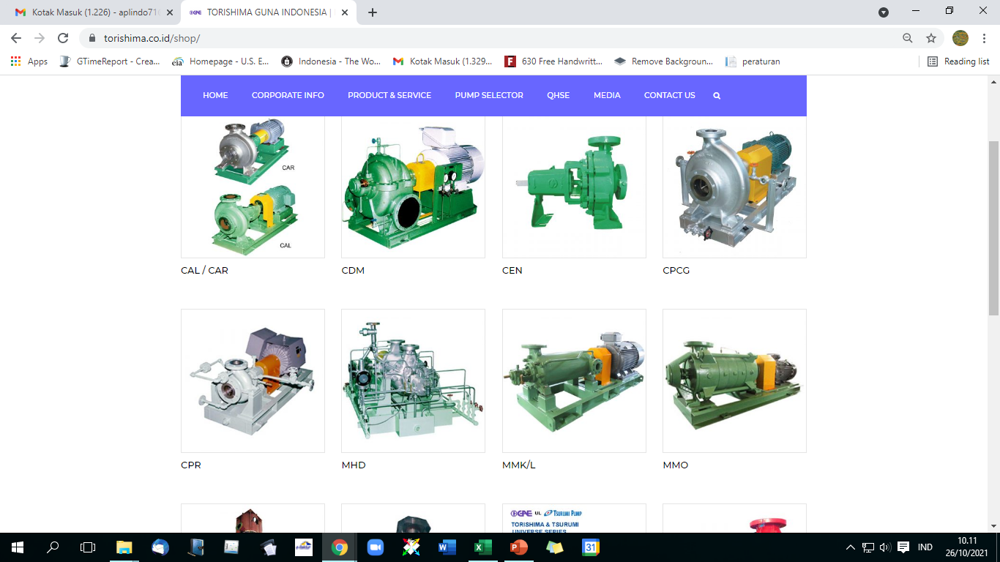 Kotak Masuk (1.226) - aplindo716
TORISHIMA GUNA INDONESIA |
torishima.co.id/shop/
Apps
GTimeReport - Crea...
Homepage - U.S. E...
Indonesia - The Wo...
Kotak Masuk (1.329...
630 Free Handwritt...
Remove Backgroun...
peraturan
Reading list
HOME
CORPORATE INFO
PRODUCT & SERVICE
PUMP SELECTOR
QHSE
MEDIA
CONTACT US
CAR
CAL
CAL / CAR
CDM
CEN
CPCG
CPR
MHD
MMK/L
MMO
UL TSURUMI PUMP
TORISHIMA & TSURUMI
UNIVERSE SERIES
31
IND
10.11
26/10/2021